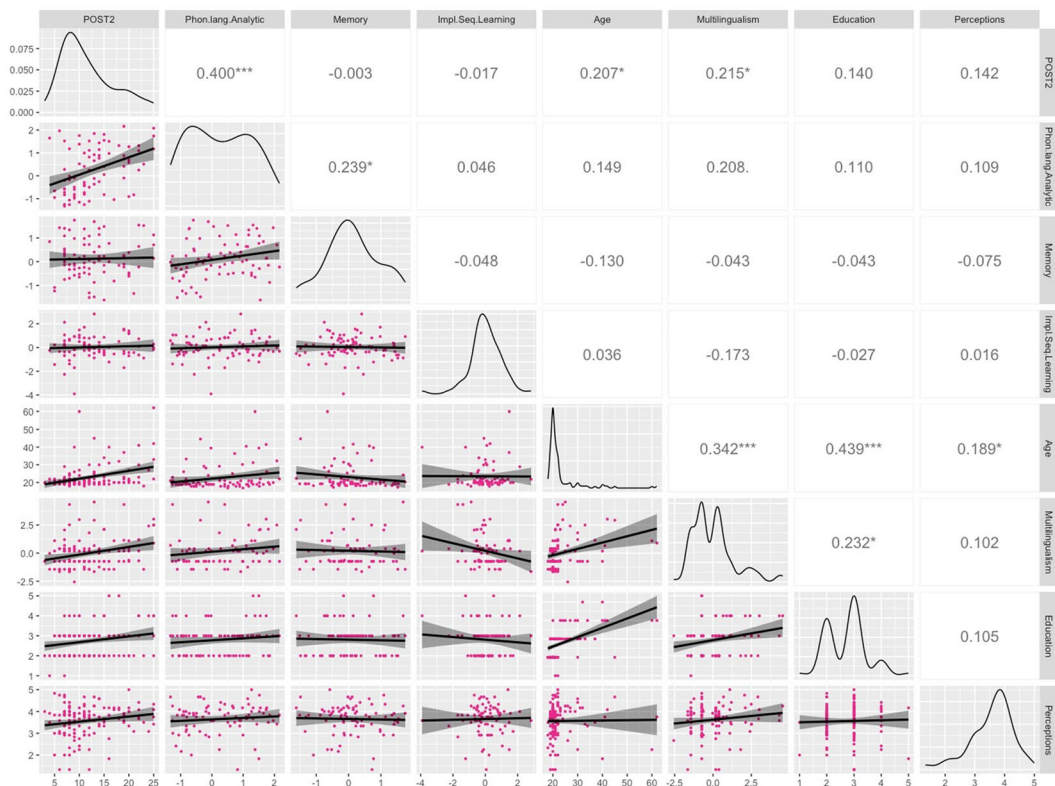 POST2 Phon.lang.Analytic Memory Impl.Seq.Learning Age Multilingualism Education Perceptions
0.075
0.050
0.025
0.000
0.400*** -0.003 -0.017 0.207* 0.215* 0.140 0.142
POST2
2
1
0
-1
0.239* 0.046 0.149 0.208. 0.110 0.109
Phon.lang.Analytic
1
0
-1
-0.048 -0.130 -0.043 -0.043 -0.075
Memory
2
0
-2
-4
0.036 -0.173 -0.027 0.016
Impl.Seq.Learning
60
50
40
30
20
0.342*** 0.439*** 0.189*
Age
2.5
0.0
-2.5
0.232* 0.102
Multilingualism
5
4
3
2
1
0.105
Education
5
4
3
2
Perceptions
5 10 15 20 25 -1 0 1 2 -1 0 1 -4 -2 0 2 20 30 40 50 60 -2.5 0.0 2.5 1 2 3 4 5 2 3 4 5